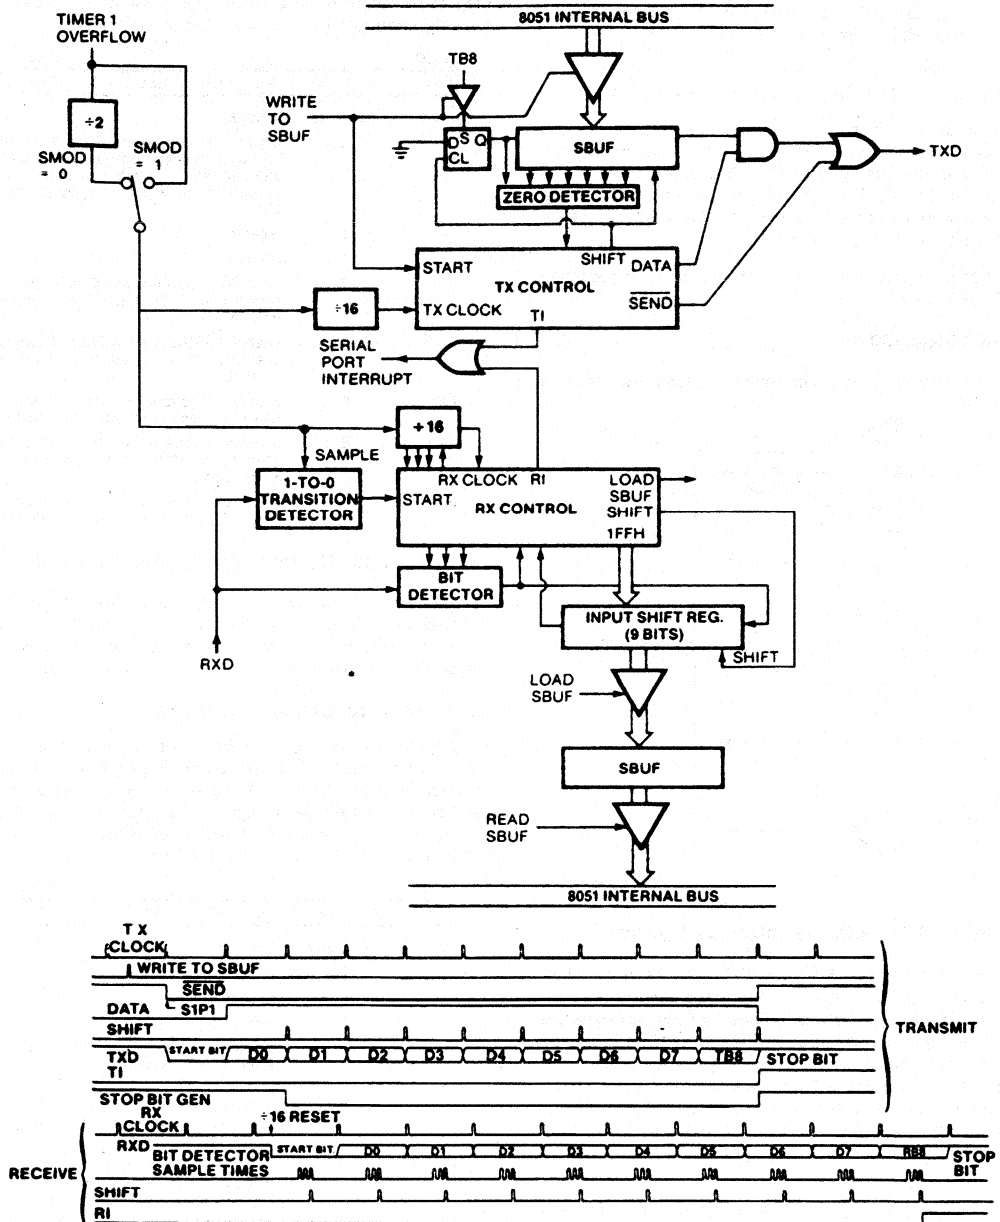 TIMER 1
OVERFLOW
8051 INTERNAL BUS
TB8
WRITE
TO
SBUF
÷2
SMOD
= 0
SMOD
= 1
D S Q
CL
SBUF
TXD
ZERO DETECTOR
SHIFT
START
DATA
TX CONTROL
SEND
÷16
TX CLOCK
TI
SERIAL
PORT
INTERRUPT
÷16
SAMPLE
1-TO-0
TRANSITION
DETECTOR
RX CLOCK
RI
LOAD
SBUF
START
RX CONTROL
SHIFT
1FFH
BIT
DETECTOR
INPUT SHIFT REG.
(9 BITS)
RXD
SHIFT
LOAD
SBUF
SBUF
READ
SBUF
8051 INTERNAL BUS
TX
CLOCK
WRITE TO SBUF
SEND
DATA
S1P1
SHIFT
TRANSMIT
TXD
START BIT D0 D1 D2 D3 D4 D5 D6 D7 TB8 STOP BIT
TI
STOP BIT GEN
÷16 RESET
RX
CLOCK
RXD
START BIT D0 D1 D2 D3 D4 D5 D6 D7 RB8 STOP
BIT
BIT DETECTOR
SAMPLE TIMES
RECEIVE
SHIFT
RI